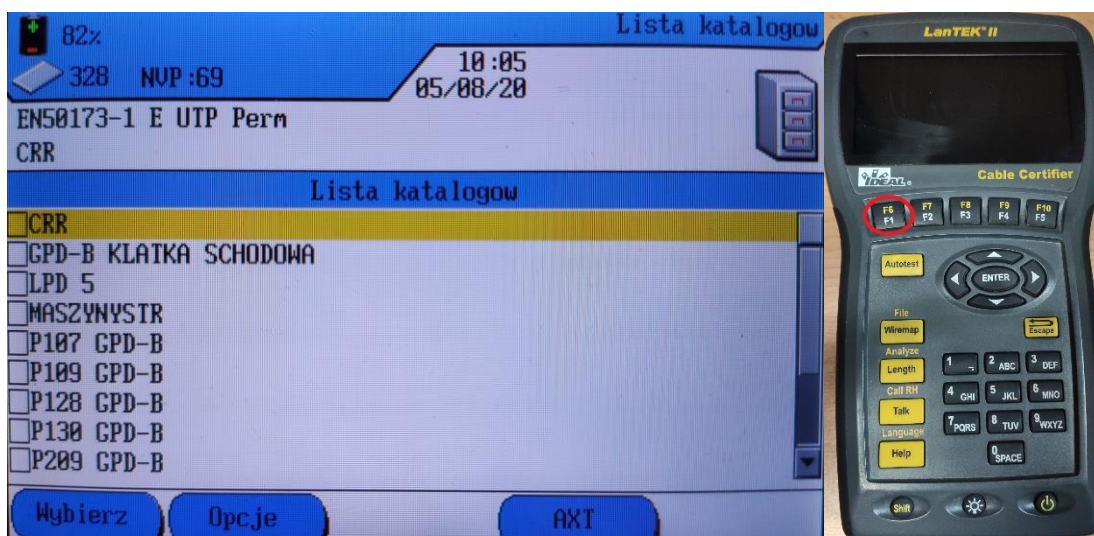 82%
Lista katalogow
328 NVP:69
10:05
05/08/20
EN50173-1 E UTP Perm
CRR
Lista katalogow
CRR
GPD-B KLATKA SCHODOWA
LPD 5
MASZYNYSTR
P107 GPD-B
P109 GPD-B
P128 GPD-B
P130 GPD-B
P209 GPD-B
Wybierz Opcje AXT
LanTEK® II
IDEAL® Cable Certifier
F6 F7 F8 F9 F10
F1 F2 F3 F4 F5
Autotest
ENTER
File
Wiremap
Escape
Analyze
Length
1 2 ABC 3 DEF
Call RH
4 GHI 5 JKL 6 MNO
Talk
7 PQRS 8 TUV 9 WXYZ
Language
Help
0 SPACE
Shift